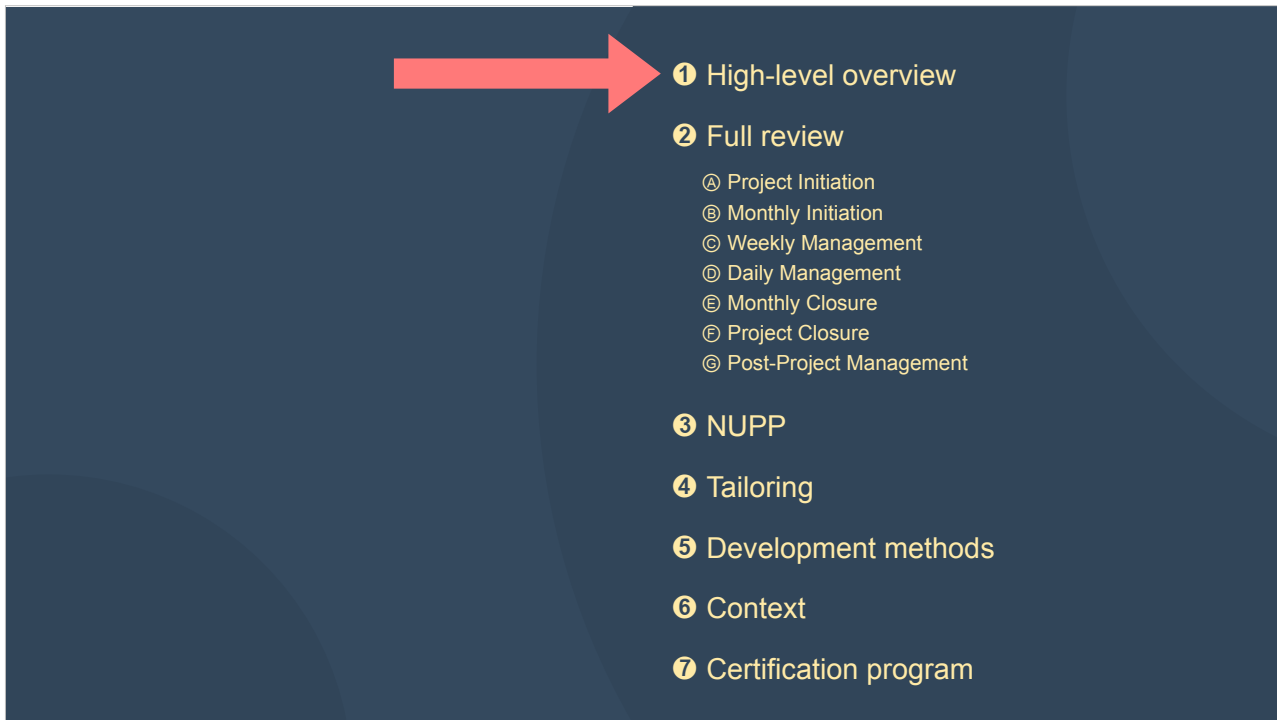 ❶ High-level overview
❷ Full review
Ⓐ Project Initiation
Ⓑ Monthly Initiation
Ⓒ Weekly Management
Ⓓ Daily Management
Ⓔ Monthly Closure
Ⓕ Project Closure
Ⓖ Post-Project Management
❸ NUPP
❹ Tailoring
❺ Development methods
❻ Context
❼ Certification program